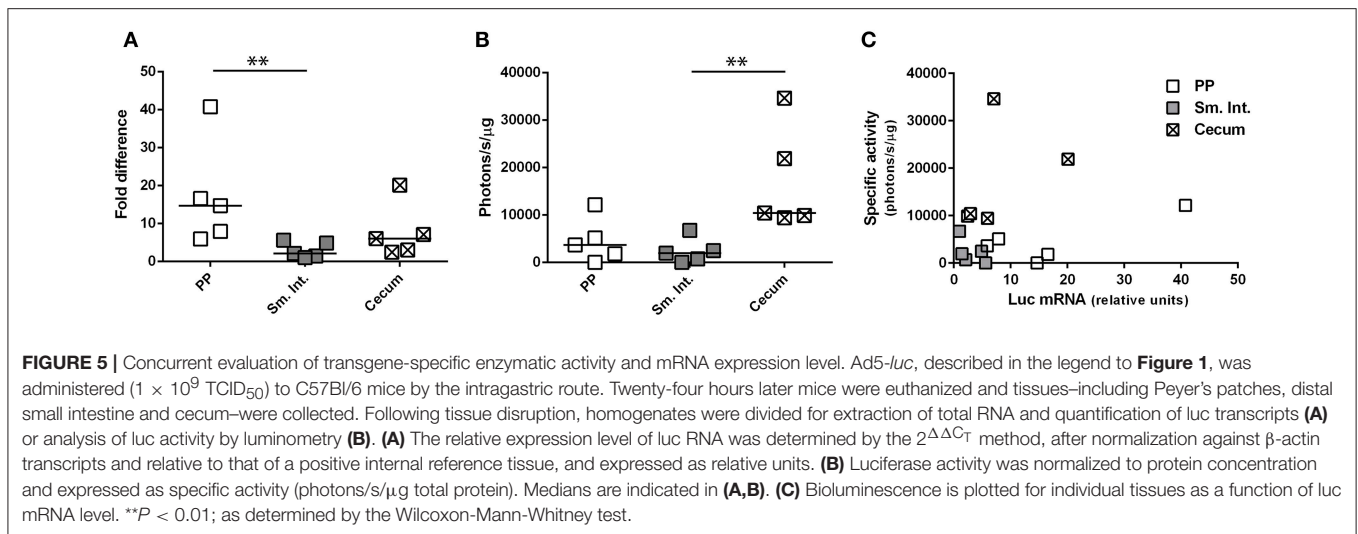 A
**
50
40
30
20
10
0
Fold difference
PP
Sm. Int.
Cecum
B
**
40000
30000
20000
10000
0
Photons/s/μg
PP
Sm. Int.
Cecum
C
40000
30000
20000
10000
0
Specific activity
(photons/s/μg)
PP
Sm. Int.
Cecum
0 10 20 30 40 50
Luc mRNA (relative units)
FIGURE 5 | Concurrent evaluation of transgene-specific enzymatic activity and mRNA expression level. Ad5-luc, described in the legend to Figure 1, was
administered (1 × 10⁹ TCID₅₀) to C57Bl/6 mice by the intragastric route. Twenty-four hours later mice were euthanized and tissues–including Peyer's patches, distal
small intestine and cecum–were collected. Following tissue disruption, homogenates were divided for extraction of total RNA and quantification of luc transcripts (A)
or analysis of luc activity by luminometry (B). (A) The relative expression level of luc RNA was determined by the 2^ΔΔC_T method, after normalization against β-actin
transcripts and relative to that of a positive internal reference tissue, and expressed as relative units. (B) Luciferase activity was normalized to protein concentration
and expressed as specific activity (photons/s/μg total protein). Medians are indicated in (A,B). (C) Bioluminescence is plotted for individual tissues as a function of luc
mRNA level. **P < 0.01; as determined by the Wilcoxon-Mann-Whitney test.